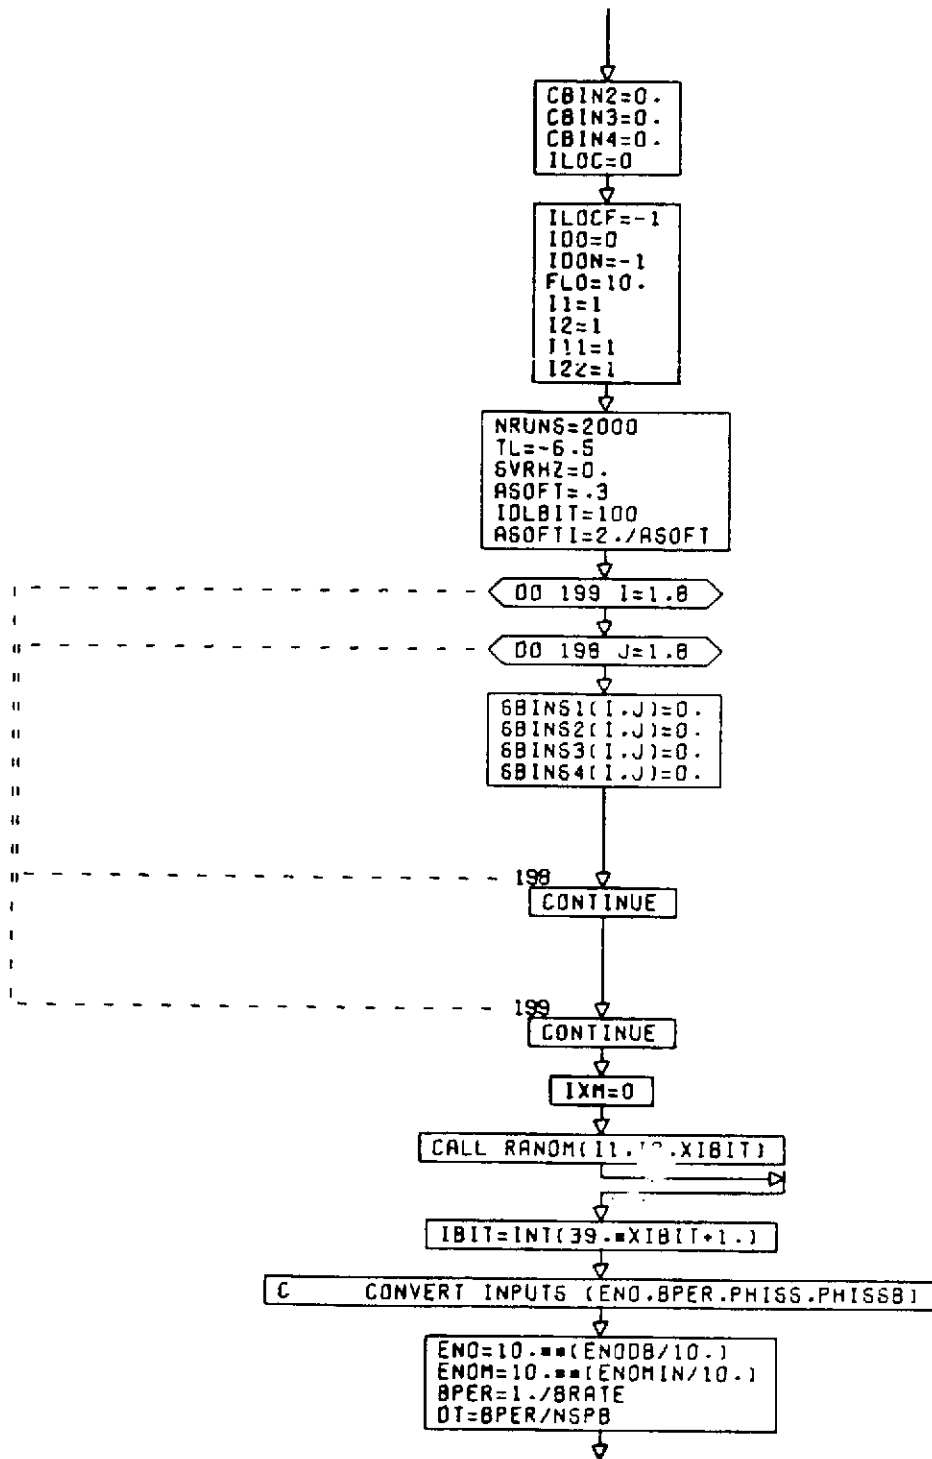 CBIN2=0.
CBIN3=0.
CBIN4=0.
ILOC=0
ILOCF=-1
IDO=0
IDON=-1
FLO=10.
I1=1
I2=1
I11=1
I22=1
NRUNS=2000
TL=-6.5
SVRHZ=0.
ASOFT=.3
IDLBIT=100
ASOFTI=2./ASOFT
DO 199 I=1.8
DO 198 J=1.8
SBINS1(I.J)=0.
SBINS2(I.J)=0.
SBINS3(I.J)=0.
SBINS4(I.J)=0.
198
CONTINUE
199
CONTINUE
IXM=0
CALL RANDM(I1. .XIBIT)
IBIT=INT(39.*XIBIT+1.)
C CONVERT INPUTS (ENO.BPER.PHISS.PHISSB)
ENO=10.**(ENODB/10.)
ENOM=10.**(ENOMIN/10.)
BPER=1./BRATE
DT=BPER/NSPB